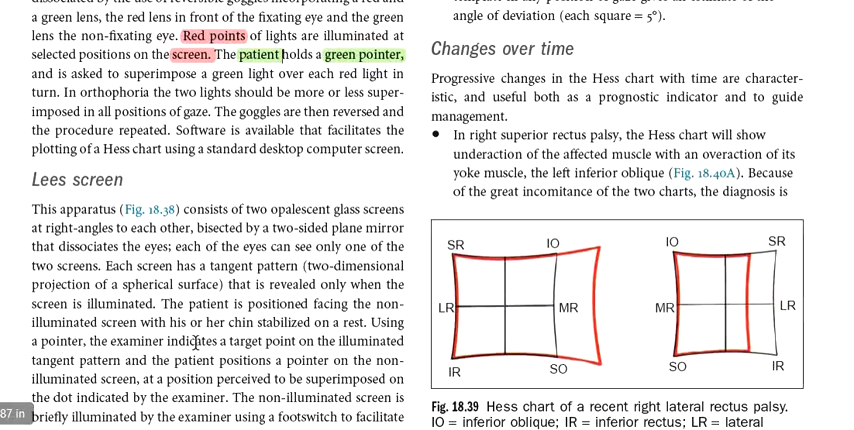 a green lens, the red lens in front of the fixating eye and the green
lens the non-fixating eye. Red points of lights are illuminated at
selected positions on the screen. The patient holds a green pointer,
and is asked to superimpose a green light over each red light in
turn. In orthophoria the two lights should be more or less super-
imposed in all positions of gaze. The goggles are then reversed and
the procedure repeated. Software is available that facilitates the
plotting of a Hess chart using a standard desktop computer screen.
Lees screen
This apparatus (Fig. 18.38) consists of two opalescent glass screens
at right-angles to each other, bisected by a two-sided plane mirror
that dissociates the eyes; each of the eyes can see only one of the
two screens. Each screen has a tangent pattern (two-dimensional
projection of a spherical surface) that is revealed only when the
screen is illuminated. The patient is positioned facing the non-
illuminated screen with his or her chin stabilized on a rest. Using
a pointer, the examiner indicates a target point on the illuminated
tangent pattern and the patient positions a pointer on the non-
illuminated screen, at a position perceived to be superimposed on
the dot indicated by the examiner. The non-illuminated screen is
briefly illuminated by the examiner using a footswitch to facilitate
87 in
angle of deviation (each square = 5°).
Changes over time
Progressive changes in the Hess chart with time are character-
istic, and useful both as a prognostic indicator and to guide
management.
• In right superior rectus palsy, the Hess chart will show
underaction of the affected muscle with an overaction of its
yoke muscle, the left inferior oblique (Fig. 18.40A). Because
of the great incomitance of the two charts, the diagnosis is
SR IO IO SR
LR MR MR LR
IR SO SO IR
Fig. 18.39 Hess chart of a recent right lateral rectus palsy.
IO = inferior oblique; IR = inferior rectus; LR = lateral